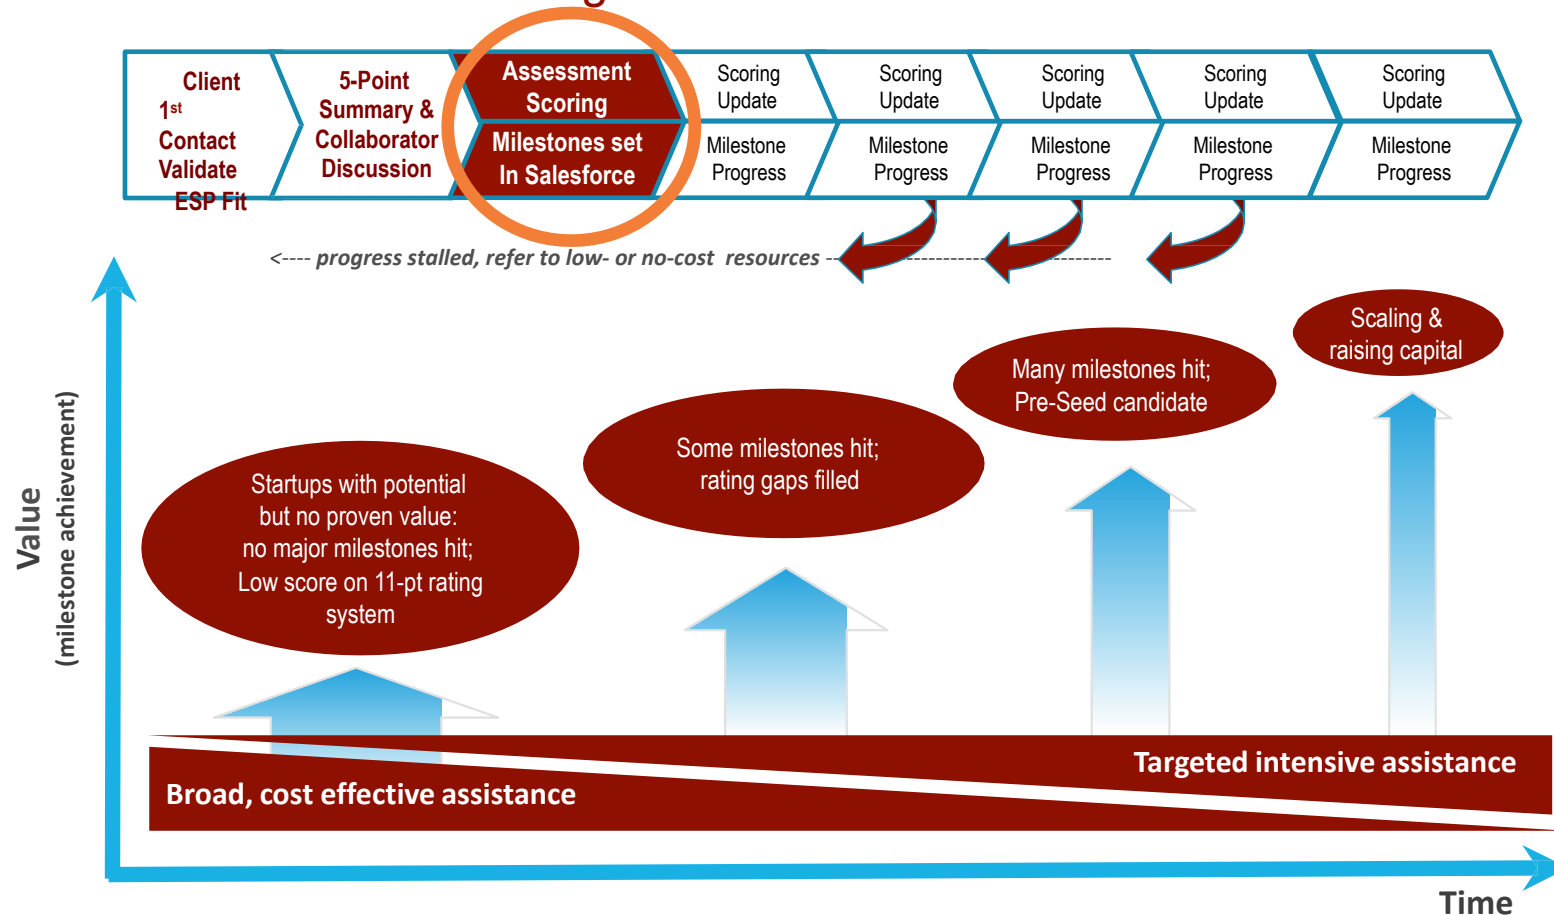 Client
1st
Contact
Validate
ESP Fit
5-Point
Summary &
Collaborator
Discussion
Assessment
Scoring
Milestones set
In Salesforce
Scoring
Update
Milestone
Progress
Scoring
Update
Milestone
Progress
Scoring
Update
Milestone
Progress
Scoring
Update
Milestone
Progress
Scoring
Update
Milestone
Progress
<---- progress stalled, refer to low- or no-cost resources --
Scaling &
raising capital
Many milestones hit;
Pre-Seed candidate
Some milestones hit;
rating gaps filled
Startups with potential
but no proven value:
no major milestones hit;
Low score on 11-pt rating
system
Value
(milestone achievement)
Targeted intensive assistance
Broad, cost effective assistance
Time